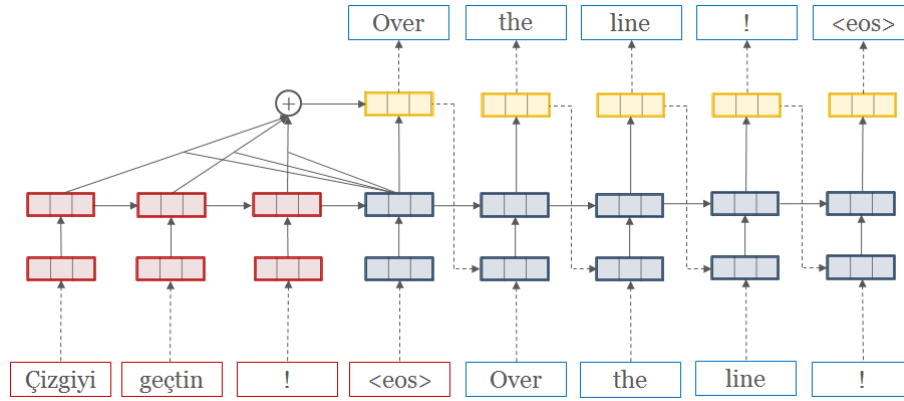 Over the line ! <eos>
+
Çizgiyi geçtin ! <eos> Over the line !